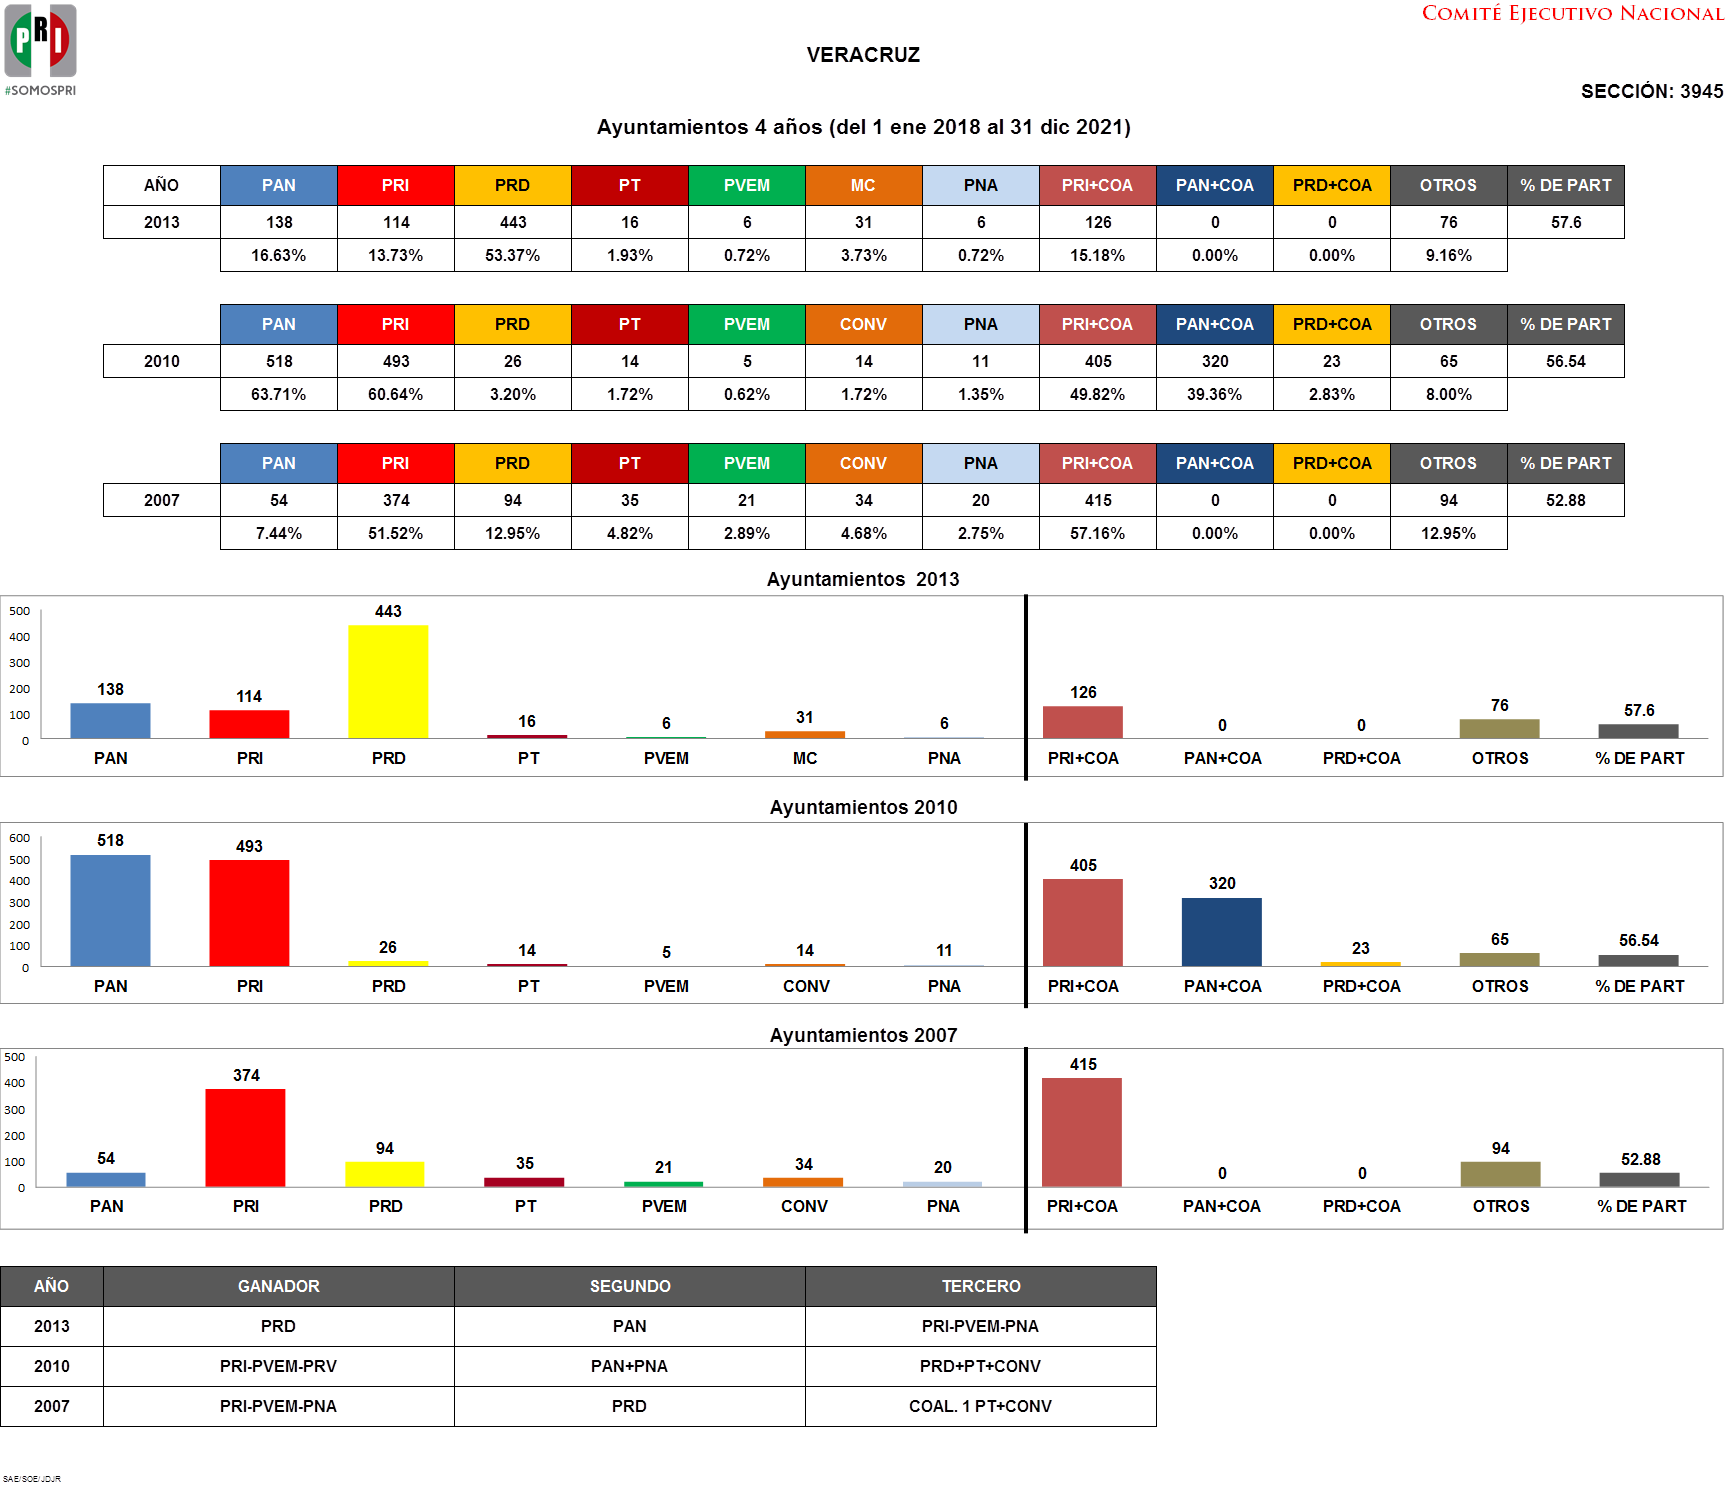 PRI
#SOMOSPRI
COMITÉ EJECUTIVO NACIONAL
VERACRUZ
SECCIÓN: 3945
Ayuntamientos 4 años (del 1 ene 2018 al 31 dic 2021)
AÑO PAN PRI PRD PT PVEM MC PNA PRI+COA PAN+COA PRD+COA OTROS % DE PART
2013 138 114 443 16 6 31 6 126 0 0 76 57.6
16.63% 13.73% 53.37% 1.93% 0.72% 3.73% 0.72% 15.18% 0.00% 0.00% 9.16%
PAN PRI PRD PT PVEM CONV PNA PRI+COA PAN+COA PRD+COA OTROS % DE PART
2010 518 493 26 14 5 14 11 405 320 23 65 56.54
63.71% 60.64% 3.20% 1.72% 0.62% 1.72% 1.35% 49.82% 39.36% 2.83% 8.00%
PAN PRI PRD PT PVEM CONV PNA PRI+COA PAN+COA PRD+COA OTROS % DE PART
2007 54 374 94 35 21 34 20 415 0 0 94 52.88
7.44% 51.52% 12.95% 4.82% 2.89% 4.68% 2.75% 57.16% 0.00% 0.00% 12.95%
Ayuntamientos 2013
500
400
300
200
100
0
138 114 443 16 6 31 6 126 0 0 76 57.6
PAN PRI PRD PT PVEM MC PNA PRI+COA PAN+COA PRD+COA OTROS % DE PART
Ayuntamientos 2010
600
500
400
300
200
100
0
518 493 26 14 5 14 11 405 320 23 65 56.54
PAN PRI PRD PT PVEM CONV PNA PRI+COA PAN+COA PRD+COA OTROS % DE PART
Ayuntamientos 2007
500
400
300
200
100
0
54 374 94 35 21 34 20 415 0 0 94 52.88
PAN PRI PRD PT PVEM CONV PNA PRI+COA PAN+COA PRD+COA OTROS % DE PART
AÑO GANADOR SEGUNDO TERCERO
2013 PRD PAN PRI-PVEM-PNA
2010 PRI-PVEM-PRV PAN+PNA PRD+PT+CONV
2007 PRI-PVEM-PNA PRD COAL. 1 PT+CONV
SAE/SOE/JDJR